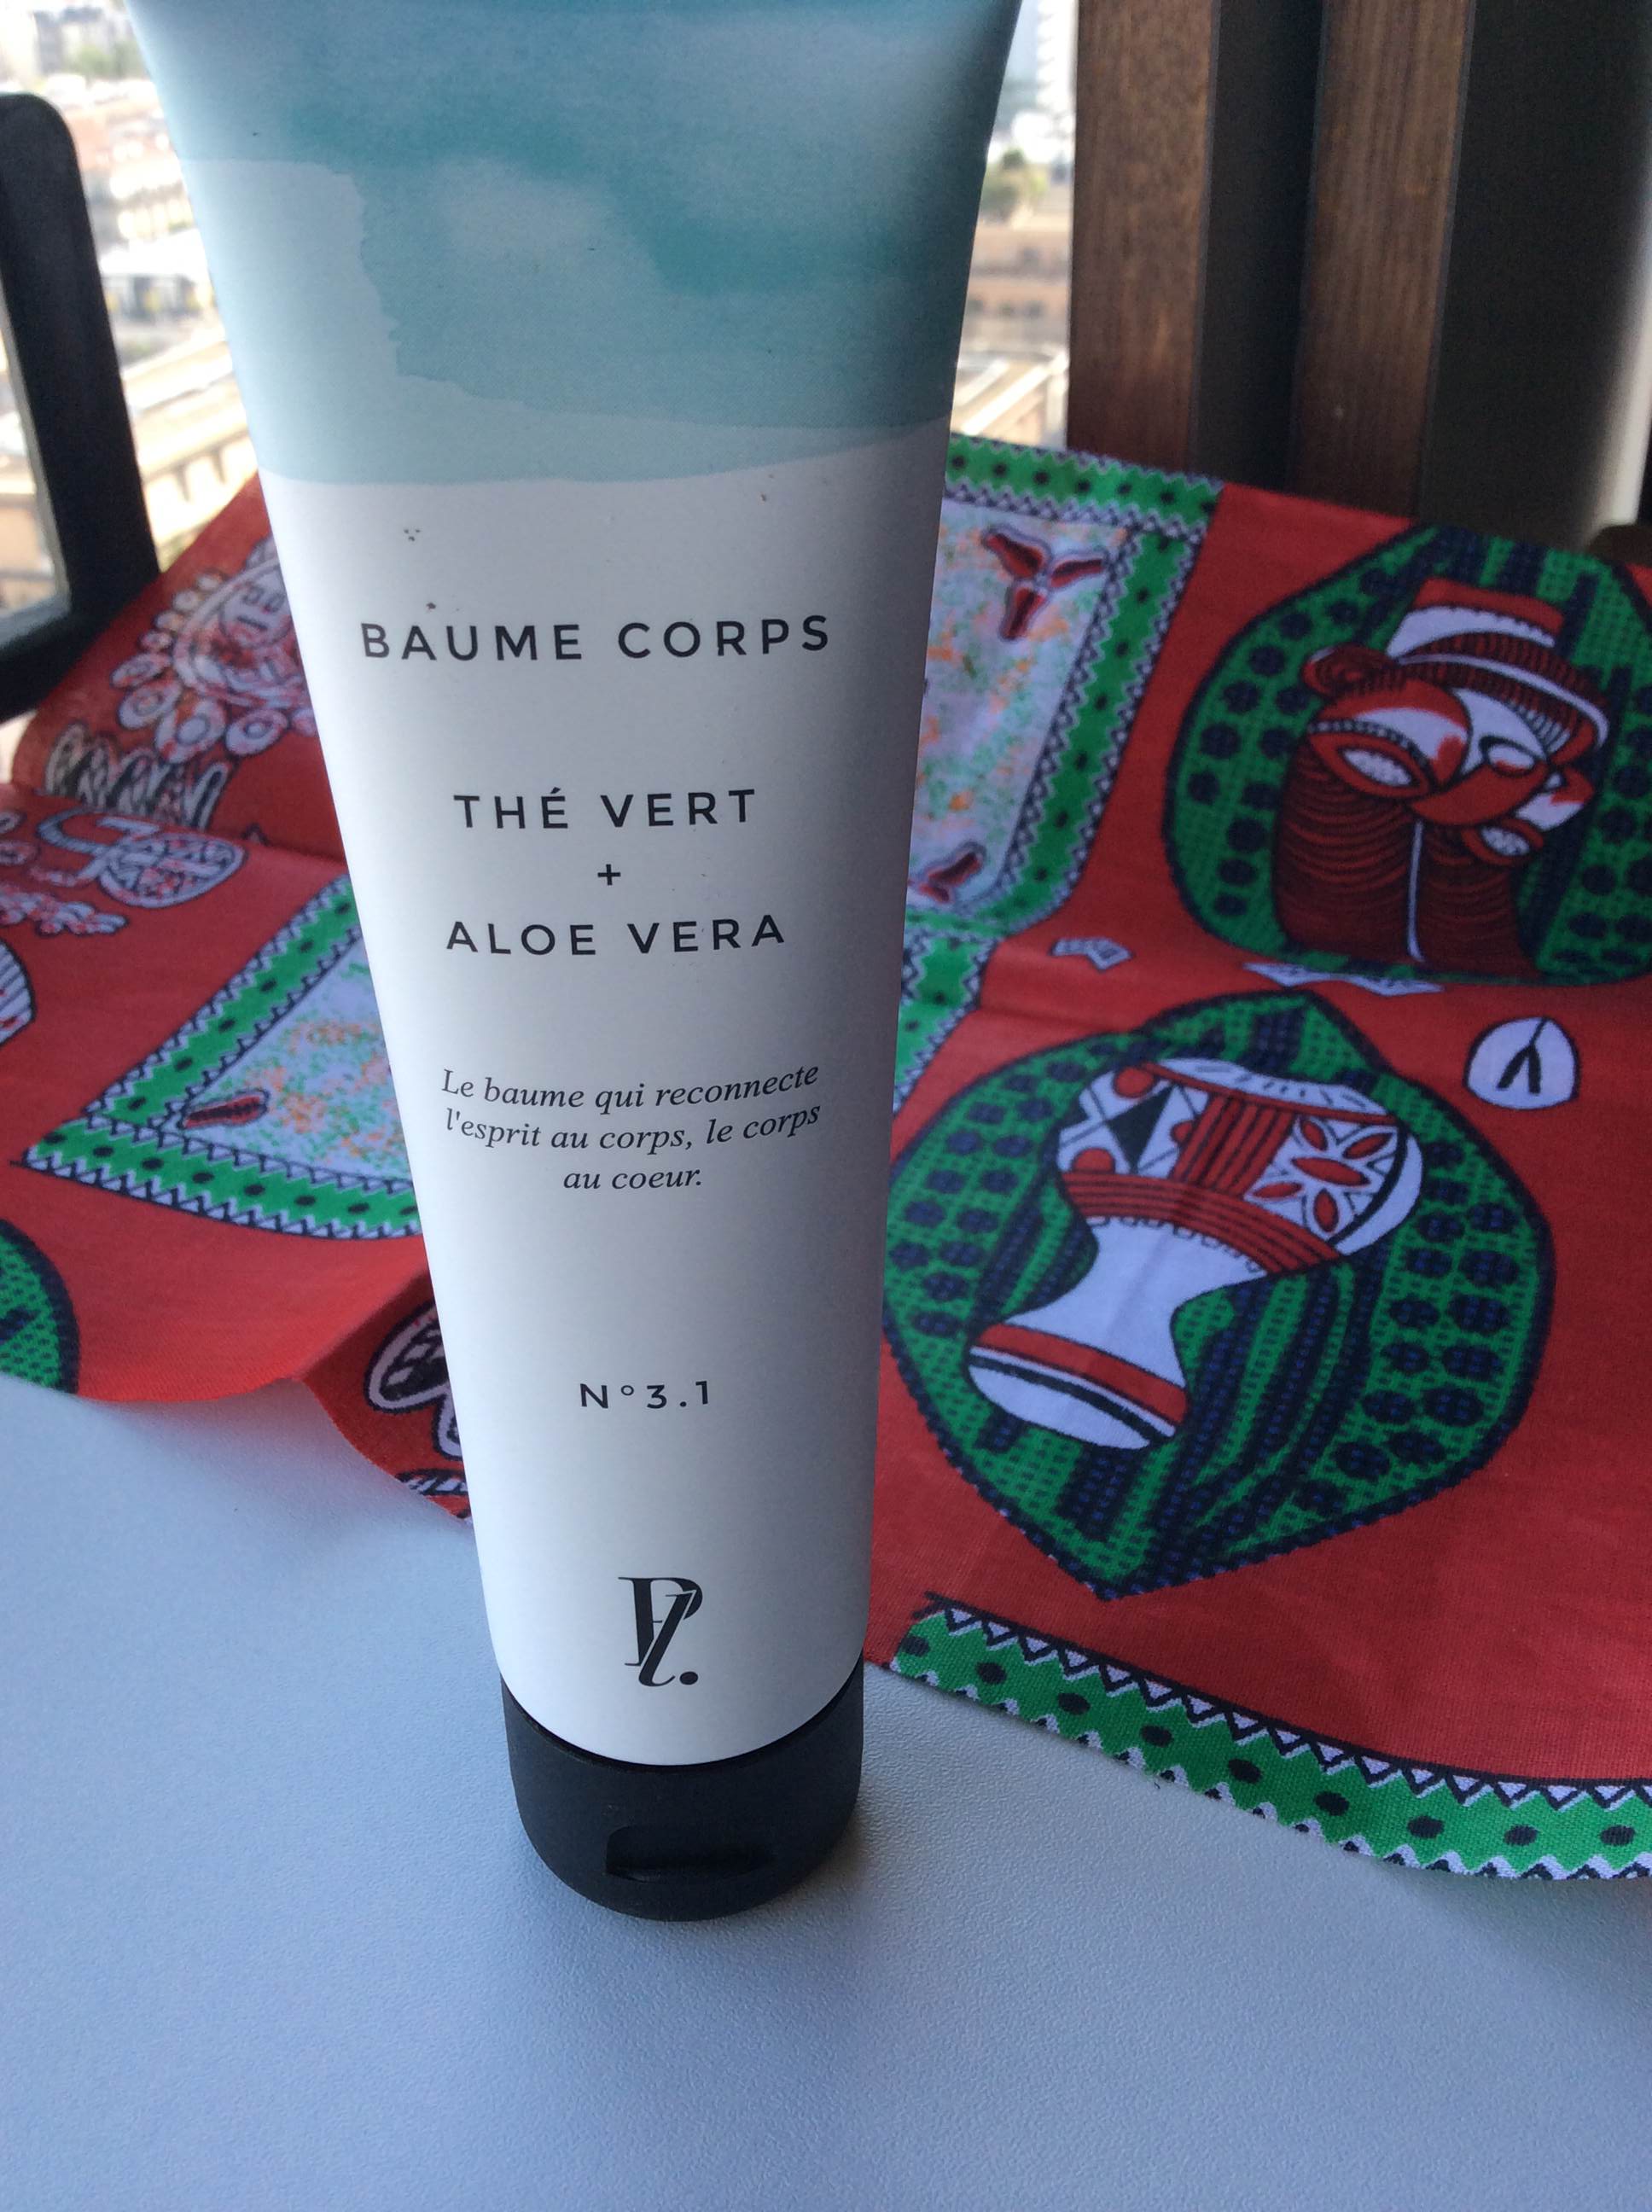 BAUME CORPS
THÉ VERT
+
ALOE VERA
Le baume qui reconnecte
l'esprit au corps, le corps
au coeur.
N°3.1